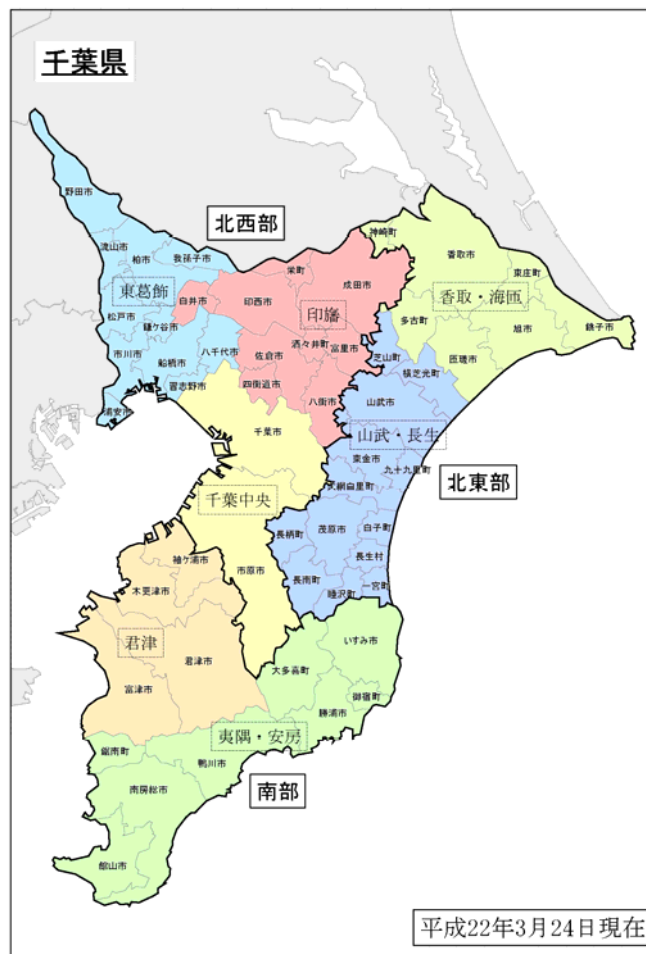 千葉県
野田市
北西部
神崎町
流山市
柏市
我孫子市
香取市
栄町
成田市
東庄町
東葛飾
白井市
印西市
印旛
香取・海匝
松戸市
鎌ケ谷市
多古町
旭市
銚子市
市川市
船橋市
八千代市
佐倉市
酒々井町
富里市
芝山町
匝瑳市
横芝光町
習志野市
四街道市
八街市
山武市
浦安市
千葉市
山武・長生
東金市
九十九里町
北東部
大網白里町
千葉中央
長柄町
茂原市
白子町
袖ケ浦市
長生村
市原市
木更津市
長南町
睦沢町
一宮町
君津
いすみ市
君津市
大多喜町
富津市
御宿町
勝浦市
夷隅・安房
鋸南町
鴨川市
南房総市
南部
館山市
平成22年3月24日現在